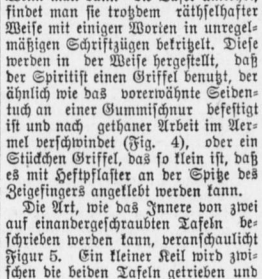 findet man sie trotzdem räthselhafter
Weise mit einigen Worten in unregel-
mäßigen Schriftzügen bekritzelt. Diese
werden in der Weise hergestellt, daß
der Spiritist einen Griffel benutzt, der
ähnlich wie das vorerwähnte Seiden-
tuch an einer Gummischnur befestigt
ist und nach gethaner Arbeit im Aer-
mel verschwindet (Fig. 4), oder ein
Stückchen Griffel, das so klein ist, daß
es mit Heftpflaster an der Spitze des
Zeigefingers angeklebt werden kann.
Die Art, wie das Innere von zwei
auf einandergeschraubten Tafeln be-
schrieben werden kann, veranschaulicht
Figur 5. Ein kleiner Keil wird zwi-
schen die beiden Tafeln getrieben und